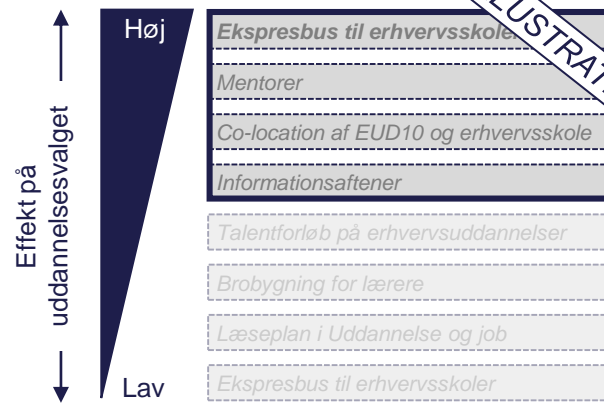 Effekt på
uddannelsesvalget
Høj
Lav
Ekspresbus til erhvervsskoler
Mentorer
Co-location af EUD10 og erhvervsskole
Informationsaftener
Talentforløb på erhvervsuddannelser
Brobygning for lærere
Læseplan i Uddannelse og job
Ekspresbus til erhvervsskoler